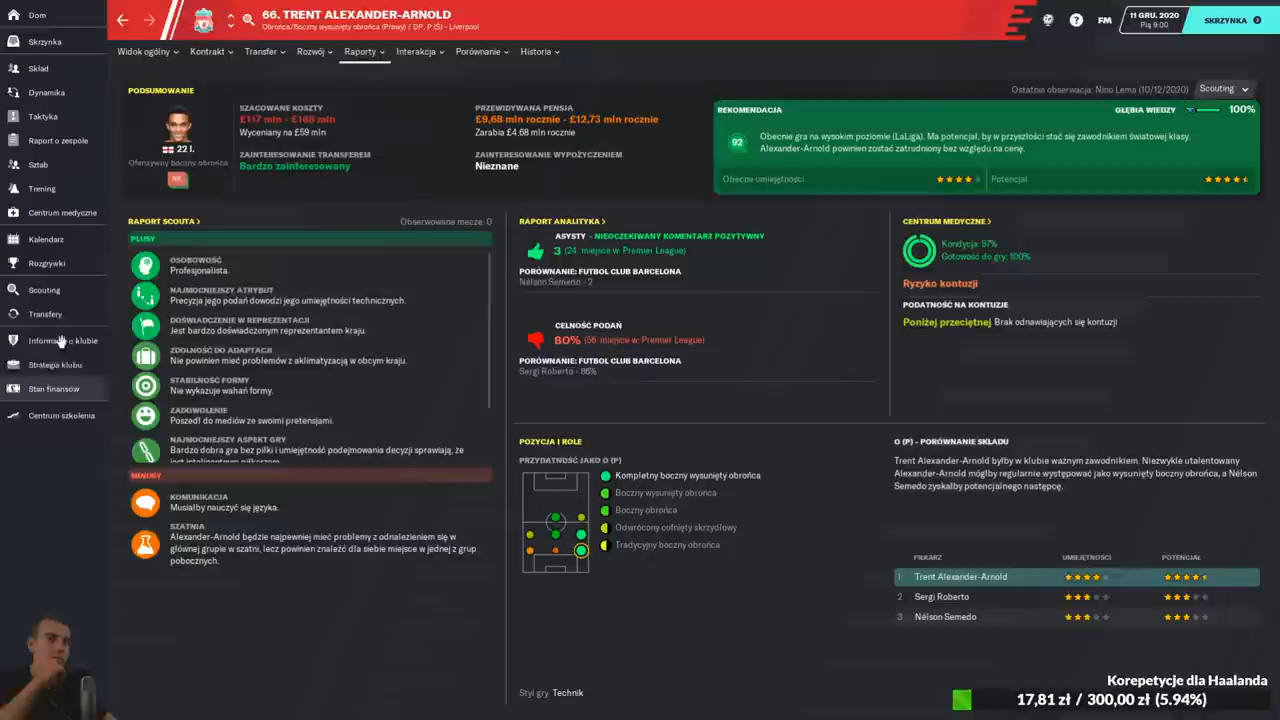 Dom
Skrzynka
Skład
Dynamika
Taktyka
Raport o zespole
Sztab
Trening
Centrum medyczne
Kalendarz
Rozgrywki
Scouting
Transfery
Strategia klubu
Stan finansów
Centrum szkolenia
66. TRENT ALEXANDER-ARNOLD
Obrońca/Boczny wysunięty obrońca (Prawy) / DP, P (Ś) - Liverpool
FM
11 GRU. 2020
Pią 9:00
SKRZYNKA
Widok ogólny
Kontrakt
Transfer
Rozwój
Raporty
Interakcja
Porównanie
Historia
PODSUMOWANIE
Ostatnia obserwacja: Nino Lema (10/12/2020)
Scouting
22 l.
Ofensywny boczny obrońca
SZACOWANE KOSZTY
£117 mln - £168 mln
Wyceniany na £59 mln
ZAINTERESOWANIE TRANSFEREM
Bardzo zainteresowany
PRZEWIDYWANA PENSJA
£9,68 mln rocznie - £12,73 mln rocznie
Zarabia £4,68 mln rocznie
ZAINTERESOWANIE WYPOŻYCZENIEM
Nieznane
REKOMENDACJA
GŁĘBIA WIEDZY
100%
92
Obecnie gra na wysokim poziomie (LaLiga). Ma potencjał, by w przyszłości stać się zawodnikiem światowej klasy.
Alexander-Arnold powinien zostać zatrudniony bez względu na cenę.
Obecne umiejętności
Potencjał
RAPORT SCOUTA >
Obserwowane mecze: 0
PLUSY
OSOBOWOŚĆ
Profesjonalista.
NAJMOCNIEJSZY ATRYBUT
Precyzja jego podań dowodzi jego umiejętności technicznych.
DOŚWIADCZENIE W REPREZENTACJI
Jest bardzo doświadczonym reprezentantem kraju.
ZDOLNOŚĆ DO ADAPTACJI
Nie powinien mieć problemów z aklimatyzacją w obcym kraju.
STABILNOŚĆ FORMY
Nie wykazuje wahań formy.
ZADOWOLENIE
Poszedł do mediów ze swoimi pretensjami.
NAJMOCNIEJSZY ASPEKT GRY
Bardzo dobra gra bez piłki i umiejętność podejmowania decyzji sprawiają, że
jest inteligentnym piłkarzem.
MINUSY
KOMUNIKACJA
Musiałby nauczyć się języka.
SZATNIA
Alexander-Arnold będzie najpewniej mieć problemy z odnalezieniem się w
głównej grupie w szatni, lecz powinien znaleźć dla siebie miejsce w jednej z grup
pobocznych.
RAPORT ANALITYKA >
ASYSTY - NIEOCZEKIWANY KOMENTARZ POZYTYWNY
3 (24. miejsce w Premier League)
PORÓWNANIE: FUTBOL CLUB BARCELONA
Nélson Semedo - 2
CELNOŚĆ PODAŃ
80% (56. miejsce w Premier League)
PORÓWNANIE: FUTBOL CLUB BARCELONA
Sergi Roberto - 86%
CENTRUM MEDYCZNE >
Kondycja: 97%
Gotowość do gry: 100%
Ryzyko kontuzji
PODATNOŚĆ NA KONTUZJE
Poniżej przeciętnej Brak odnawiających się kontuzji
POZYCJA I ROLE
PRZYDATNOŚĆ JAKO O (P)
Kompletny boczny wysunięty obrońca
Boczny wysunięty obrońca
Boczny obrońca
Odwrócony cofnięty skrzydłowy
Tradycyjny boczny obrońca
Styl gry Technik
O (P) - PORÓWNANIE SKŁADU
Trent Alexander-Arnold byłby w klubie ważnym zawodnikiem. Niezwykle utalentowany
Alexander-Arnold mógłby regularnie występować jako wysunięty boczny obrońca, a Nélson
Semedo zyskałby potencjalnego następcę.
PIŁKARZ UMIEJĘTNOŚCI POTENCJAŁ
1 Trent Alexander-Arnold
2 Sergi Roberto
3 Nélson Semedo
Korepetycje dla Haalanda
17,81 zł / 300,00 zł (5.94%)